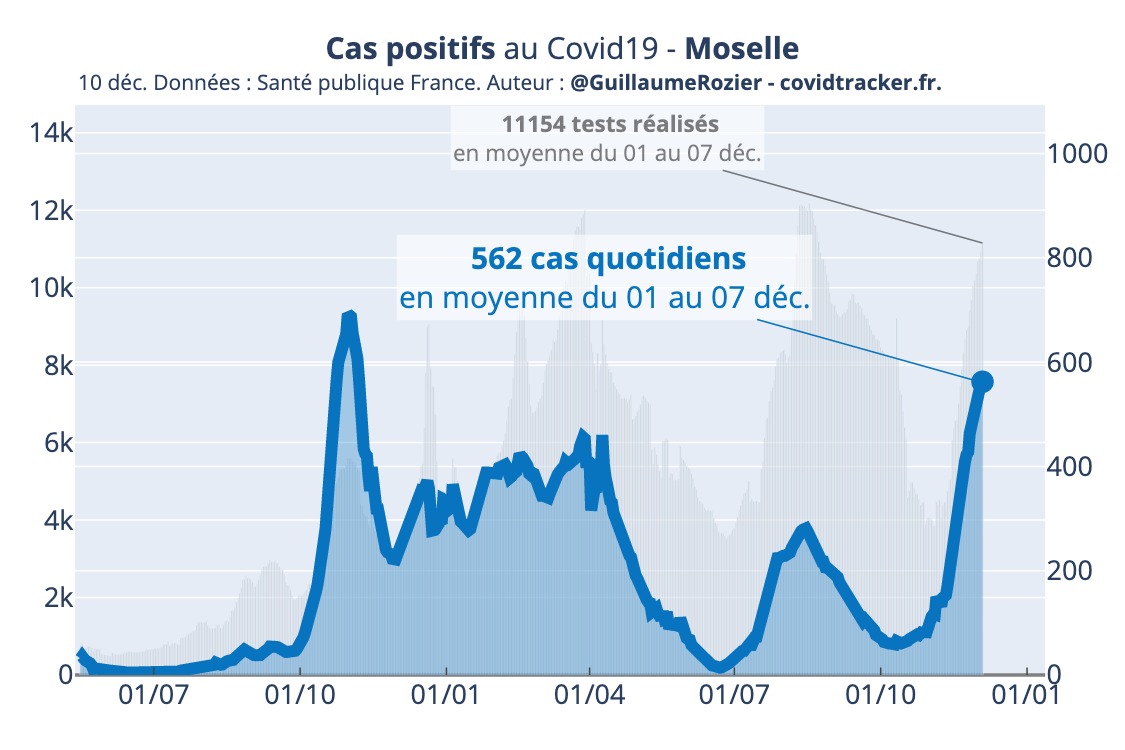 Cas positifs au Covid19 - Moselle
10 déc. Données : Santé publique France. Auteur : @GuillaumeRozier - covidtracker.fr.
11154 tests réalisés
en moyenne du 01 au 07 déc.
562 cas quotidiens
en moyenne du 01 au 07 déc.
14k
12k
10k
8k
6k
4k
2k
0
1000
800
600
400
200
0
01/07
01/10
01/01
01/04
01/07
01/10
01/01